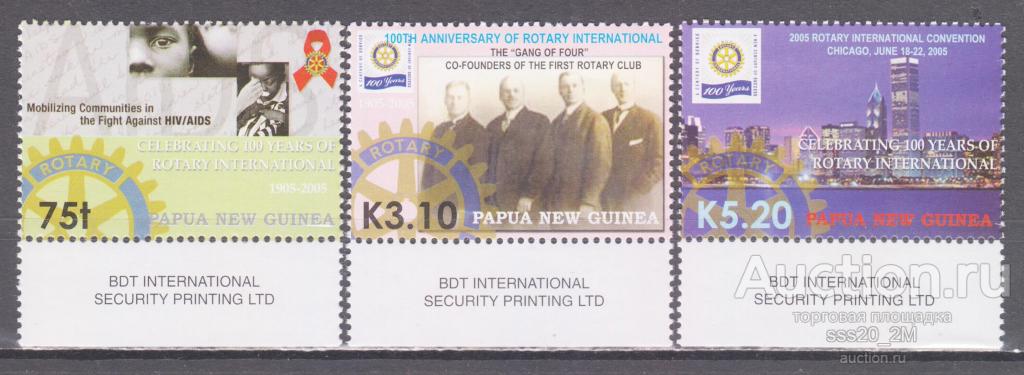 Mobilizing Communities in
the Fight Against HIV/AIDS
CELEBRATING 100 YEARS OF
ROTARY INTERNATIONAL
1905-2005
ROTARY
75t
PAPUA NEW GUINEA
BDT INTERNATIONAL
SECURITY PRINTING LTD
100TH ANNIVERSARY OF ROTARY INTERNATIONAL
THE "GANG OF FOUR"
CO-FOUNDERS OF THE FIRST ROTARY CLUB
100 Years
1905-2005
ROTARY
K3.10
PAPUA NEW GUINEA
BDT INTERNATIONAL
SECURITY PRINTING LTD
2005 ROTARY INTERNATIONAL CONVENTION
CHICAGO, JUNE 18-22, 2005
100 Years
CELEBRATING 100 YEARS OF
ROTARY INTERNATIONAL
ROTARY
K5.20
PAPUA NEW GUINEA
BDT INTERNATIONAL
SECURITY PRINTING LTD
Auction.ru
торговая площадка
sss20_2M
auction.ru